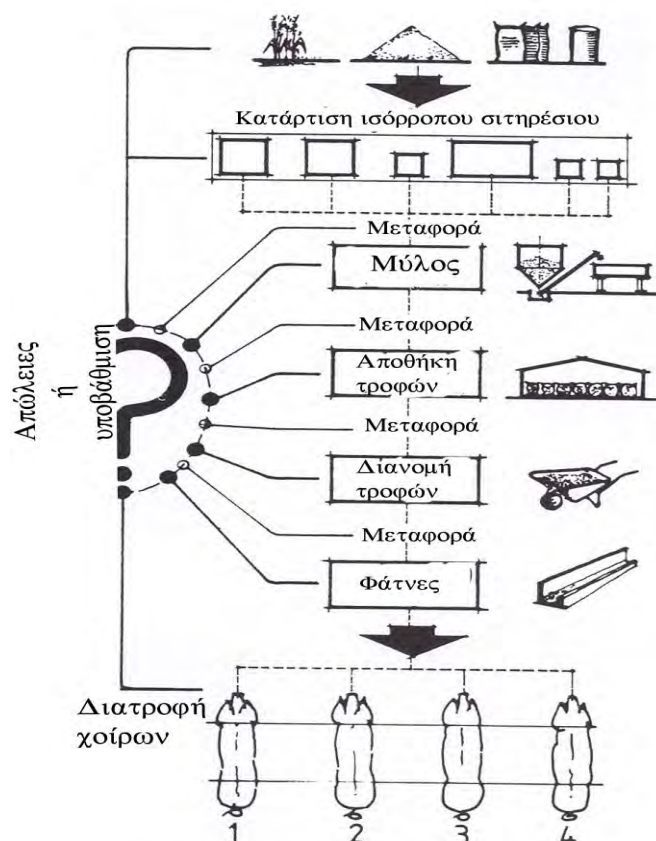 Κατάρτιση ισόρροπου σιτηρέσιου
Μεταφορά
Μύλος
Μεταφορά
Αποθήκη
τροφών
Μεταφορά
Διανομή
τροφών
Μεταφορά
Φάτνες
Απώλειες
ή
υποβάθμιση
?
Διατροφή
χοίρων
1 2 3 4